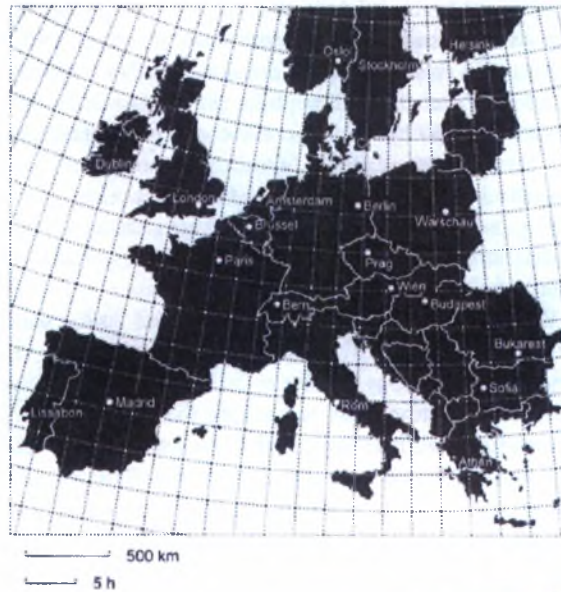 Oslo
Stockholm
Helsinki
Dublin
London
Amsterdam
Berlin
Warschau
Brüssel
Paris
Prag
Wien
Bern
Budapest
Bukarest
Madrid
Lissabon
Rom
Sofia
Athen
500 km
5 h